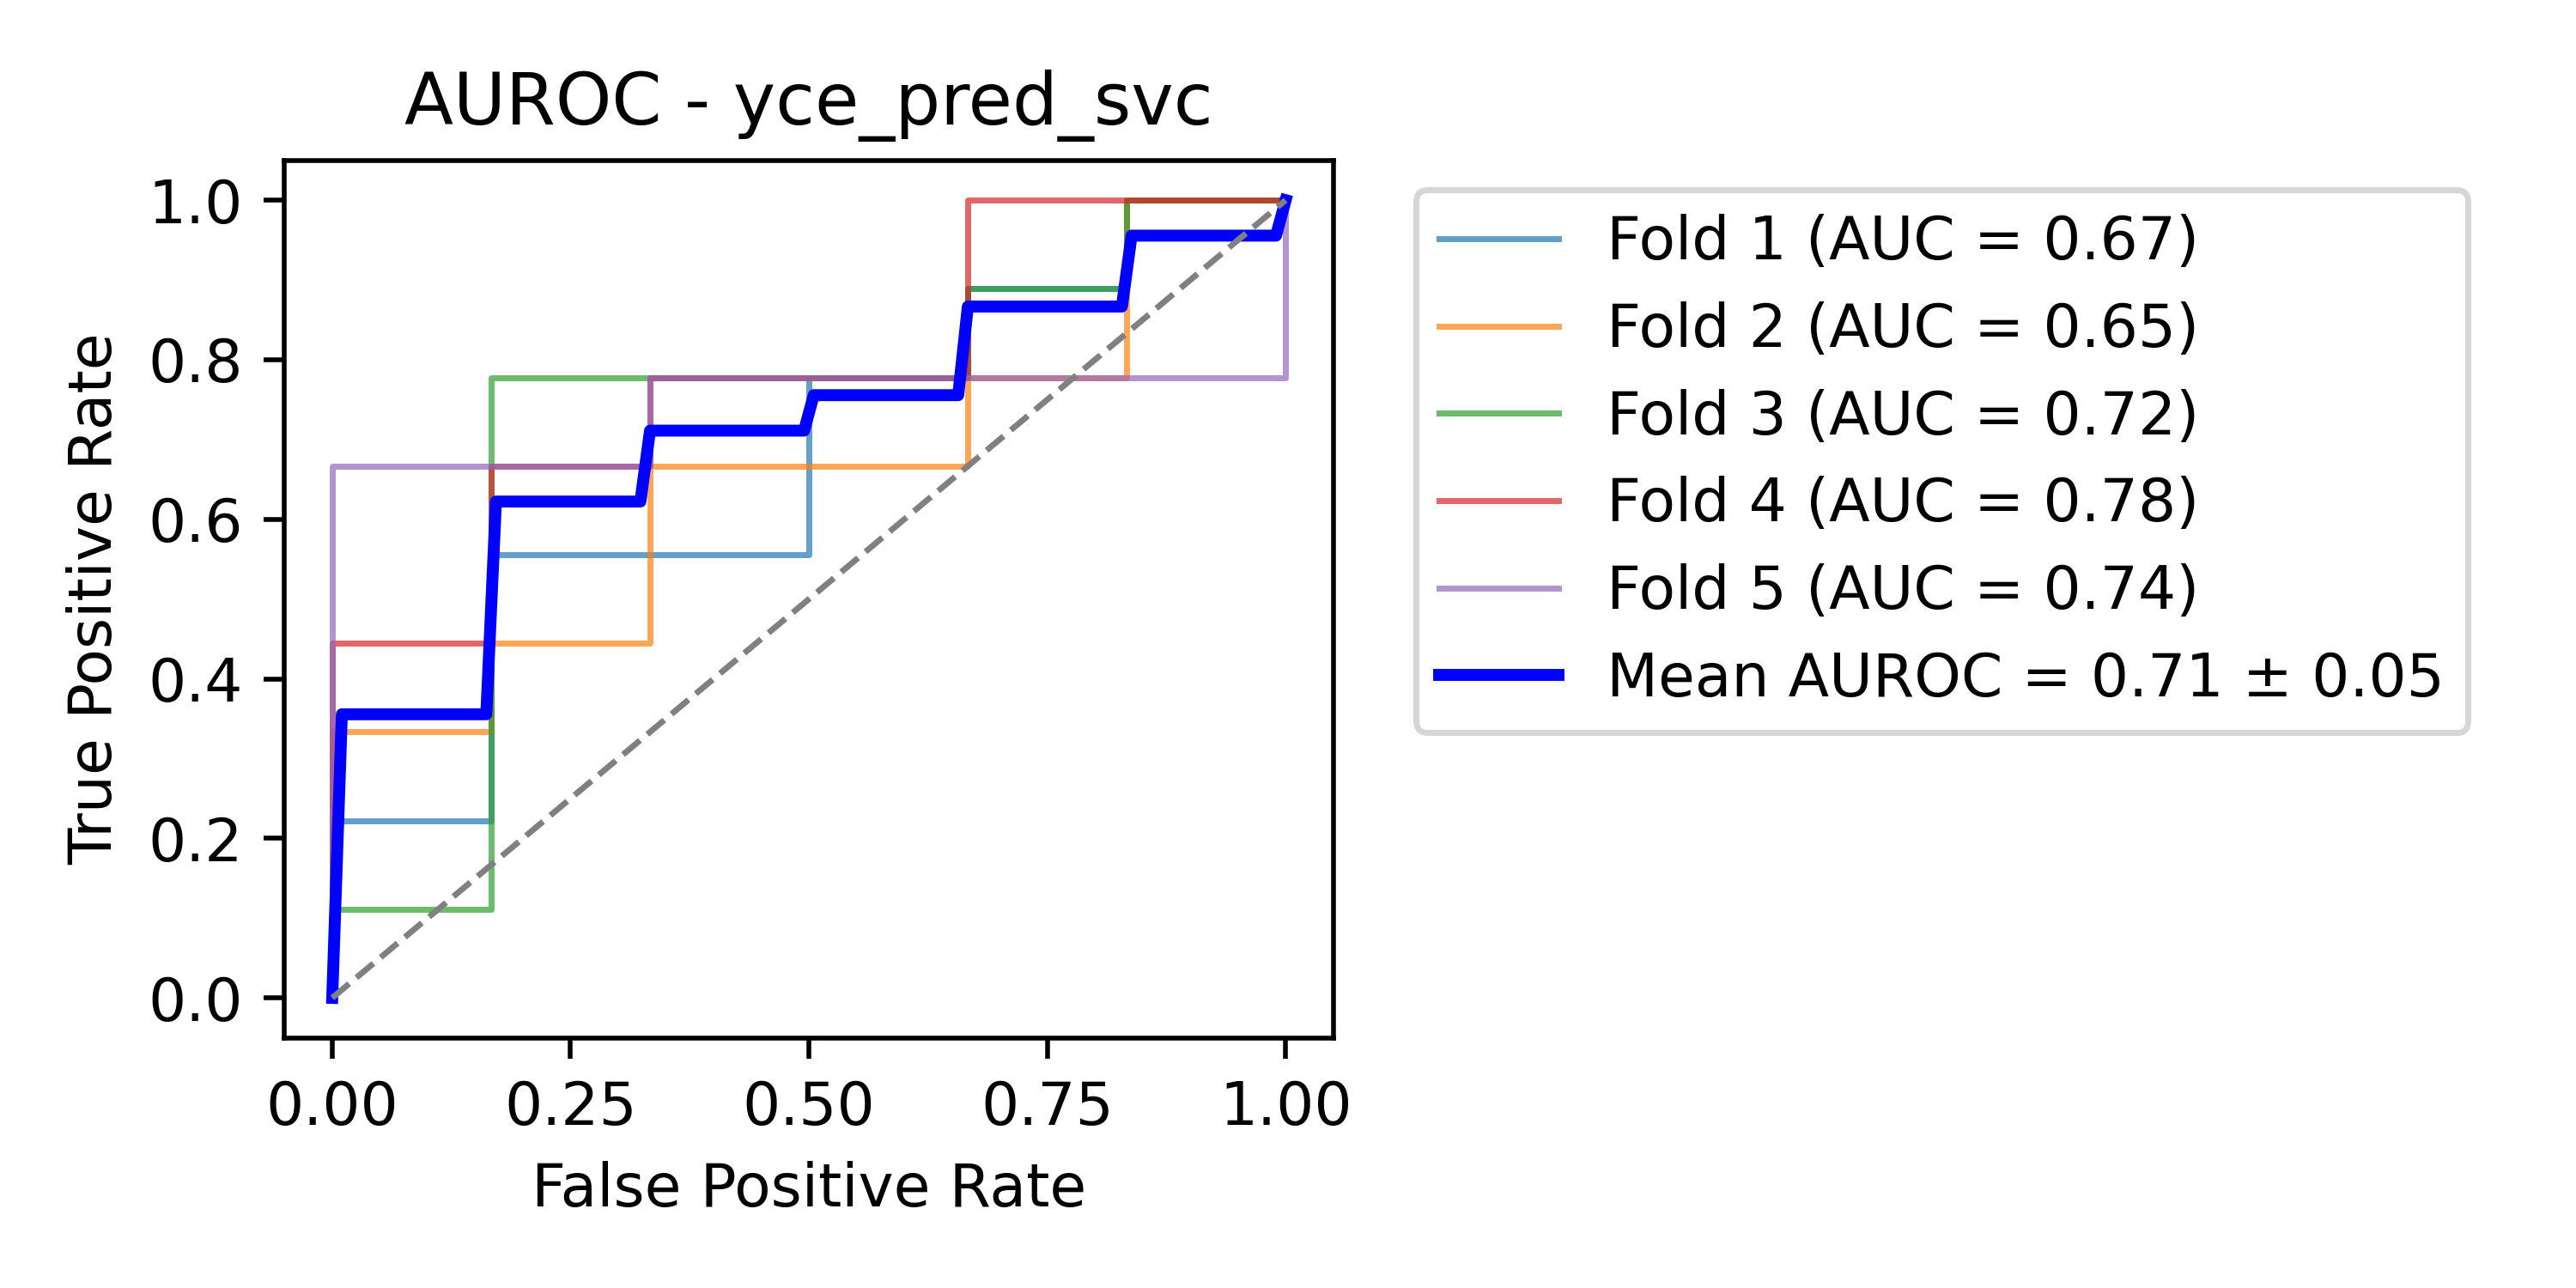 AUROC - yce_pred_svc
1.0
0.8
0.6
0.4
0.2
0.0
True Positive Rate
0.00 0.25 0.50 0.75 1.00
False Positive Rate
Fold 1 (AUC = 0.67)
Fold 2 (AUC = 0.65)
Fold 3 (AUC = 0.72)
Fold 4 (AUC = 0.78)
Fold 5 (AUC = 0.74)
Mean AUROC = 0.71 ± 0.05